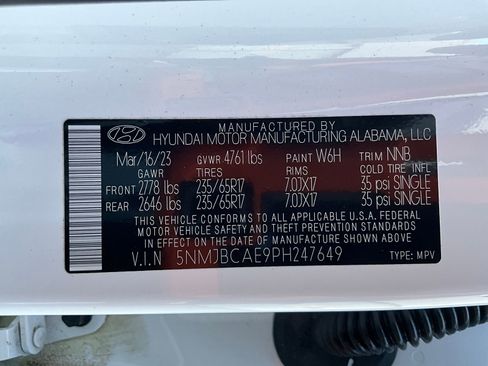 MANUFACTURED BY
HYUNDAI MOTOR MANUFACTURING ALABAMA, LLC
Mar/16/23 GVWR 4761 lbs PAINT W6H TRIM NNB
GAWR TIRES RIMS COLD TIRE INFL
FRONT 2778 lbs 235/65R17 7.0JX17 35 psi SINGLE
REAR 2646 lbs 235/65R17 7.0JX17 35 psi SINGLE
THIS VEHICLE CONFORMS TO ALL APPLICABLE U.S.A. FEDERAL
MOTOR VEHICLE SAFETY AND THEFT PREVENTION STANDARDS
IN EFFECT ON THE DATE OF MANUFACTURE SHOWN ABOVE
V.I.N 5NMJBCAE9PH247649 TYPE: MPV